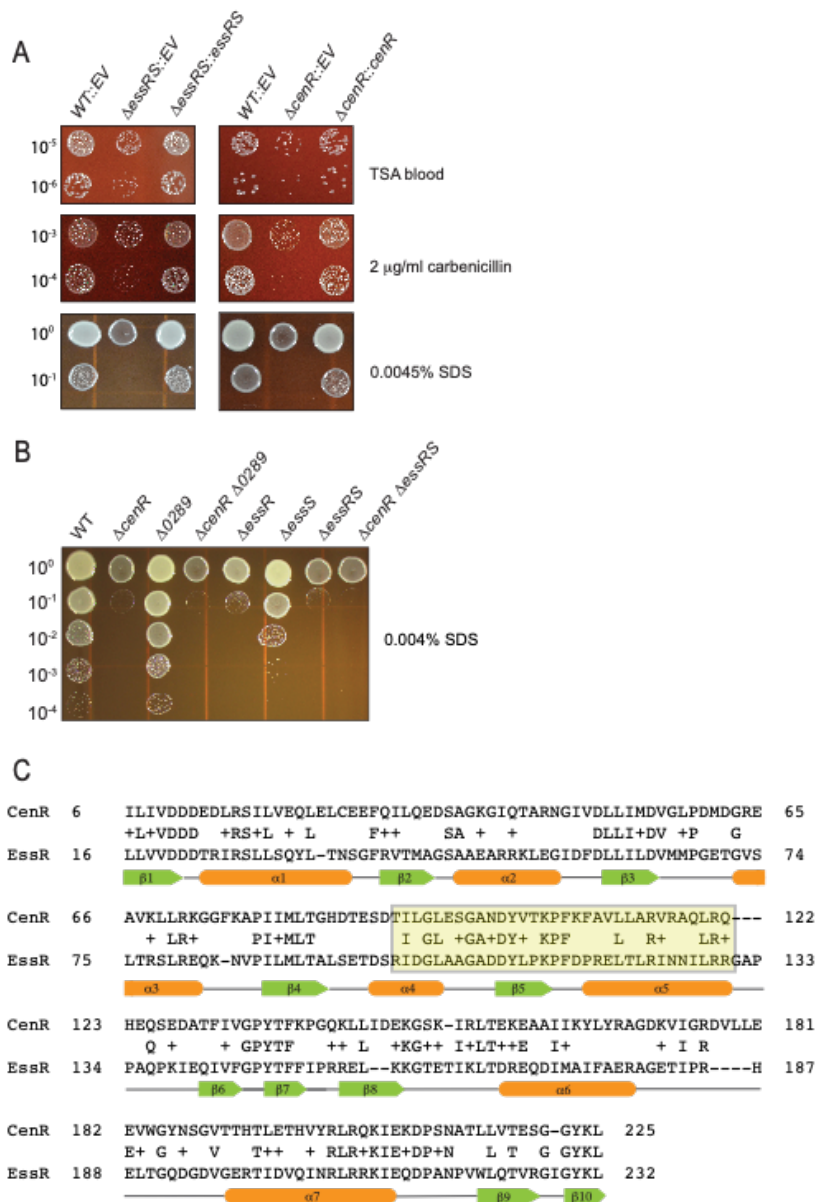 A
WT::EV ΔessRS::EV ΔessRS::essRS WT::EV ΔcenR::EV ΔcenR::cenR
10-5
10-6
TSA blood
10-3
10-4
2 μg/ml carbenicillin
100
10-1
0.0045% SDS
B
WT ΔcenR Δ0289 ΔcenR Δ0289 ΔessR ΔessS ΔessRS ΔcenR ΔessRS
100
10-1
10-2
10-3
10-4
0.004% SDS
C
CenR 6 ILIVDDDEDLRSILVEQLELCEEFQILQEDSAGKGIQTARNGIVDLLIMDVGLPDMDGRE 65
+L+VDDD +RS+L + L F++ SA + + DLLI+DV +P G
EssR 16 LLVVDDTRIRSLLSQYL-TNSGFRVTMAGSAAEARRKLEGIDFDLLILDVMMPGETGVS 74
β1 α1 β2 α2 β3
CenR 66 AVKLLRKGGFKAPIIMLTGHDTESDTILGLESGANDYVTKPFKFAVLLARVRAQLRQ--- 122
+ LR+ PI+MLT I GL +GA+DY+ KPF L R+ LR+
EssR 75 LTRSLREQK-NVPILMLTALSETDSRIDGLAAGADDYLPKPFDPRELTLRINNILRRGAP 133
α3 β4 α4 β5 α5
CenR 123 HEQSEDATFIVGPYTFKPGQKLLIDEKGSK-IRLTEKEAAIIKYLYRAGDKVIGRDVLLE 181
Q + + GPYTF ++ L +KG++ I+LT++E I+ + I R
EssR 134 PAQPKIEQIVFGPYTFFIPRREL--KKGTETIKLTDREQDIMAIFAERAGETIPR----H 187
β6 β7 β8 α6
CenR 182 EVWGYNSGVTTHTLETHVYRLRQKIEKDPSNATLLVTESG-GYKL 225
E+ G + V T++ + RLR+KIE+DP+N L T G GYKL
EssR 188 ELTGQDGDVGERTIDVQINRLRRKIEQDPANPVWLQTVRGIGYKL 232
α7 β9 β10